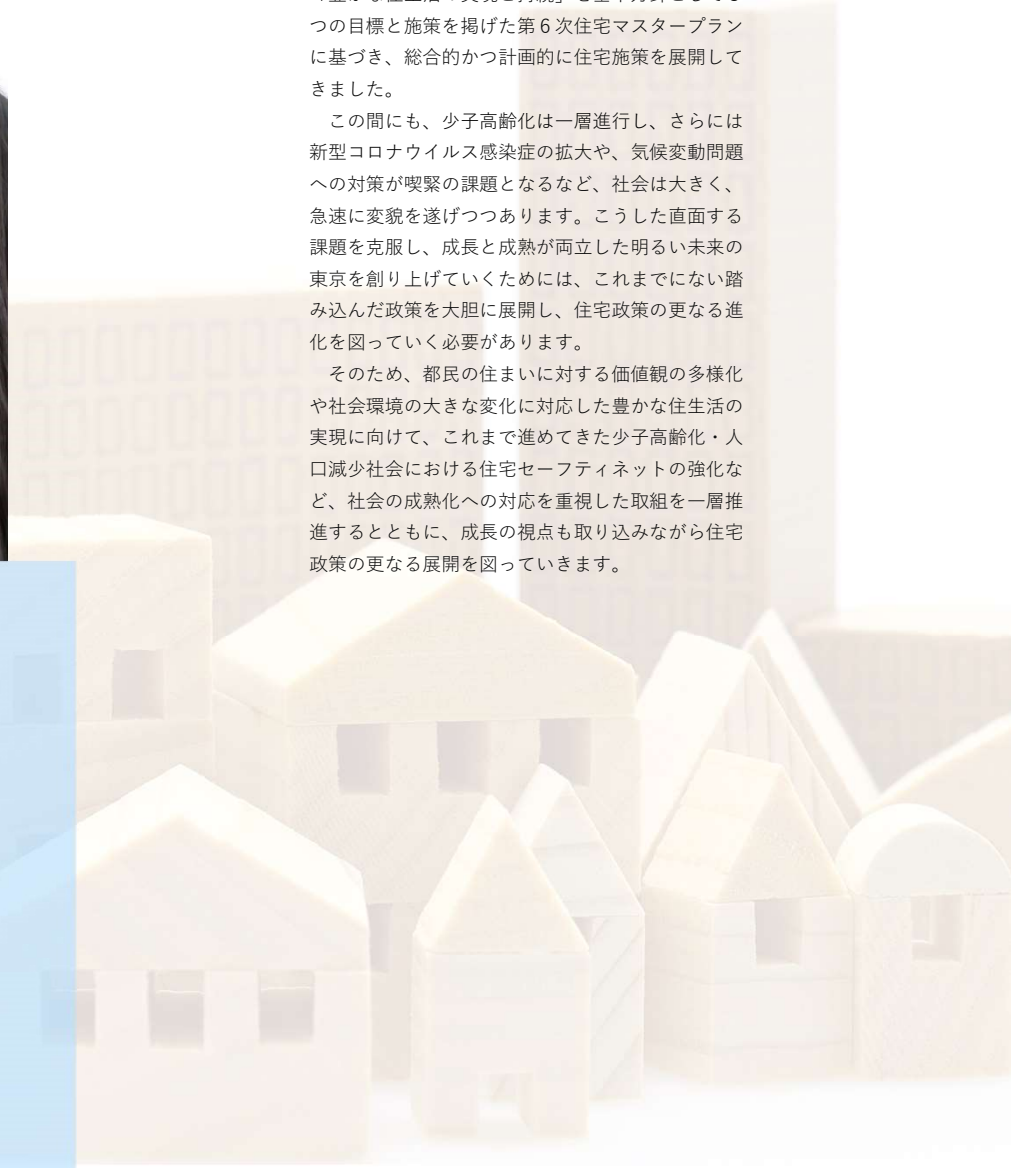 つの目標と施策を掲げた第６次住宅マスタープラン
に基づき、総合的かつ計画的に住宅施策を展開して
きました。
　この間にも、少子高齢化は一層進行し、さらには
新型コロナウイルス感染症の拡大や、気候変動問題
への対策が喫緊の課題となるなど、社会は大きく、
急速に変貌を遂げつつあります。こうした直面する
課題を克服し、成長と成熟が両立した明るい未来の
東京を創り上げていくためには、これまでにない踏
み込んだ政策を大胆に展開し、住宅政策の更なる進
化を図っていく必要があります。
　そのため、都民の住まいに対する価値観の多様化
や社会環境の大きな変化に対応した豊かな住生活の
実現に向けて、これまで進めてきた少子高齢化・人
口減少社会における住宅セーフティネットの強化な
ど、社会の成熟化への対応を重視した取組を一層推
進するとともに、成長の視点も取り込みながら住宅
政策の更なる展開を図っていきます。